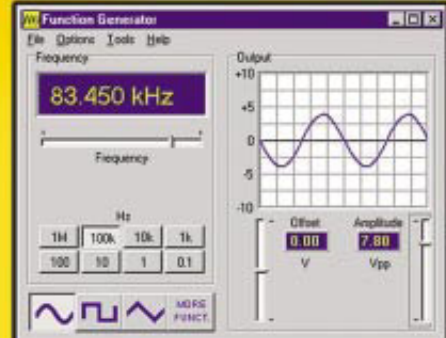 Function Generator
File Options Tools Help
Frequency
83.450 kHz
Frequency
Hz
1M 100k 10k 1k
100 10 1 0.1
MORE
FUNCT.
Output
+10
+5
0
-5
-10
Offset Amplitude
0.00 7.80
V Vpp